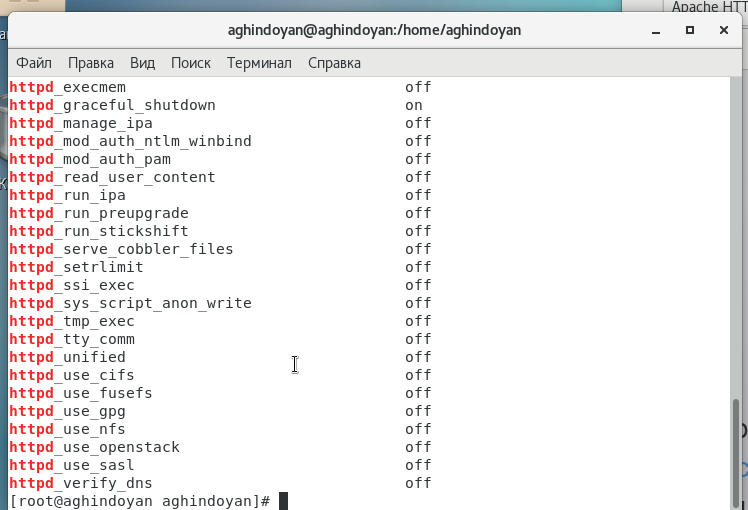 Apache HTT
aghindoyan@aghindoyan:/home/aghindoyan
Файл Правка Вид Поиск Терминал Справка
httpd_execmem off
httpd_graceful_shutdown on
httpd_manage_ipa off
httpd_mod_auth_ntlm_winbind off
httpd_mod_auth_pam off
httpd_read_user_content off
httpd_run_ipa off
httpd_run_preupgrade off
httpd_run_stickshift off
httpd_serve_cobbler_files off
httpd_setrlimit off
httpd_ssi_exec off
httpd_sys_script_anon_write off
httpd_tmp_exec off
httpd_tty_comm off
httpd_unified off
httpd_use_cifs off
httpd_use_fusefs off
httpd_use_gpg off
httpd_use_nfs off
httpd_use_openstack off
httpd_use_sasl off
httpd_verify_dns off
[root@aghindoyan aghindoyan]#